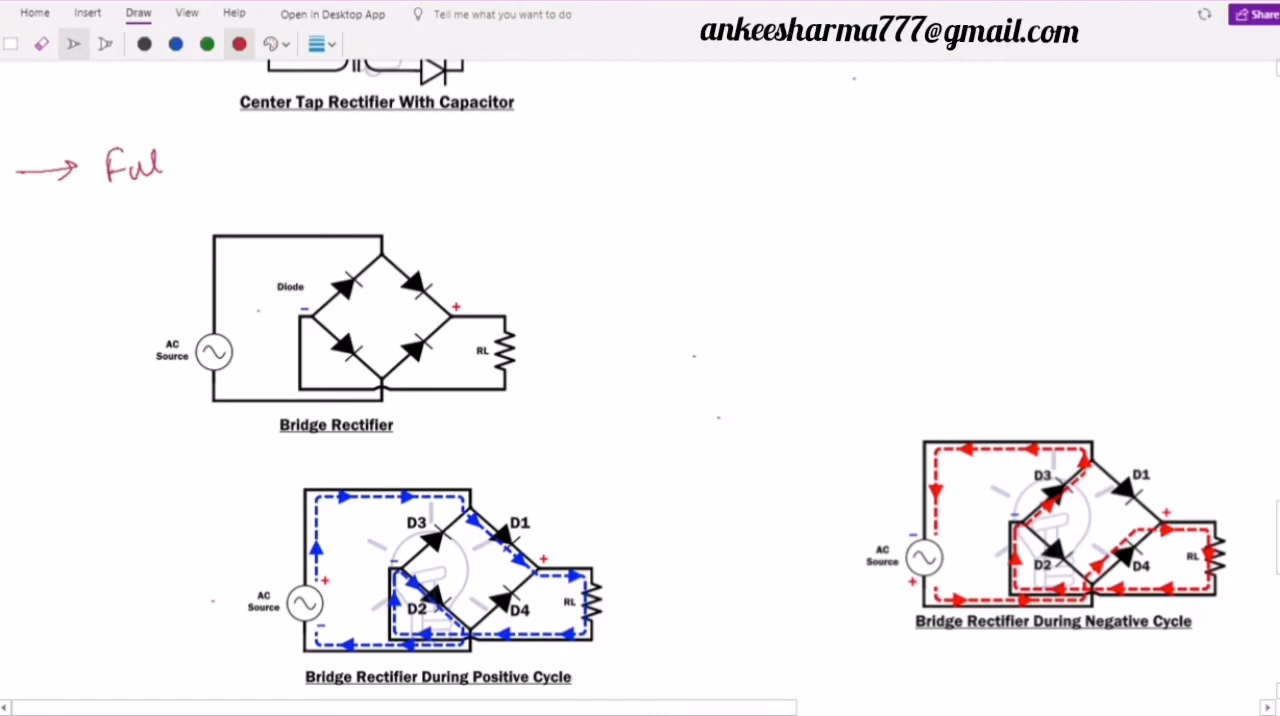 Home Insert Draw View Help Open in Desktop App Tell me what you want to do
ankeesharma777@gmail.com
Share
Center Tap Rectifier With Capacitor
→ Ful
Diode
−
+
AC
Source
RL
Bridge Rectifier
D3
D1
−
+
D2
D4
AC
Source
+
−
RL
Bridge Rectifier During Positive Cycle
D3
D1
−
+
D2
D4
AC
Source
−
+
RL
Bridge Rectifier During Negative Cycle